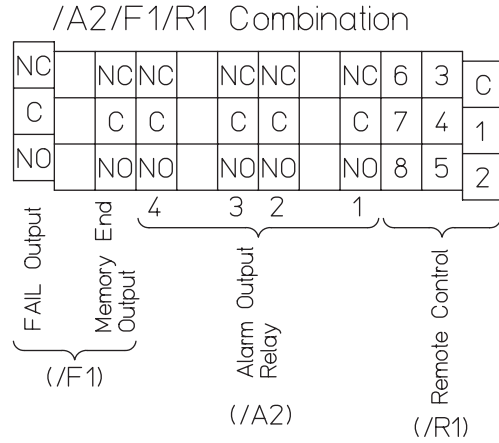 /A2/F1/R1 Combination
NC NC NC NC NC NC 6 3 C
C C C C C C 7 4 1
NO NO NO NO NO NO 8 5 2
4 3 2 1
FAIL Output
Memory End
Output
Alarm Output
Relay
Remote Control
(/F1)
(/A2)
(/R1)